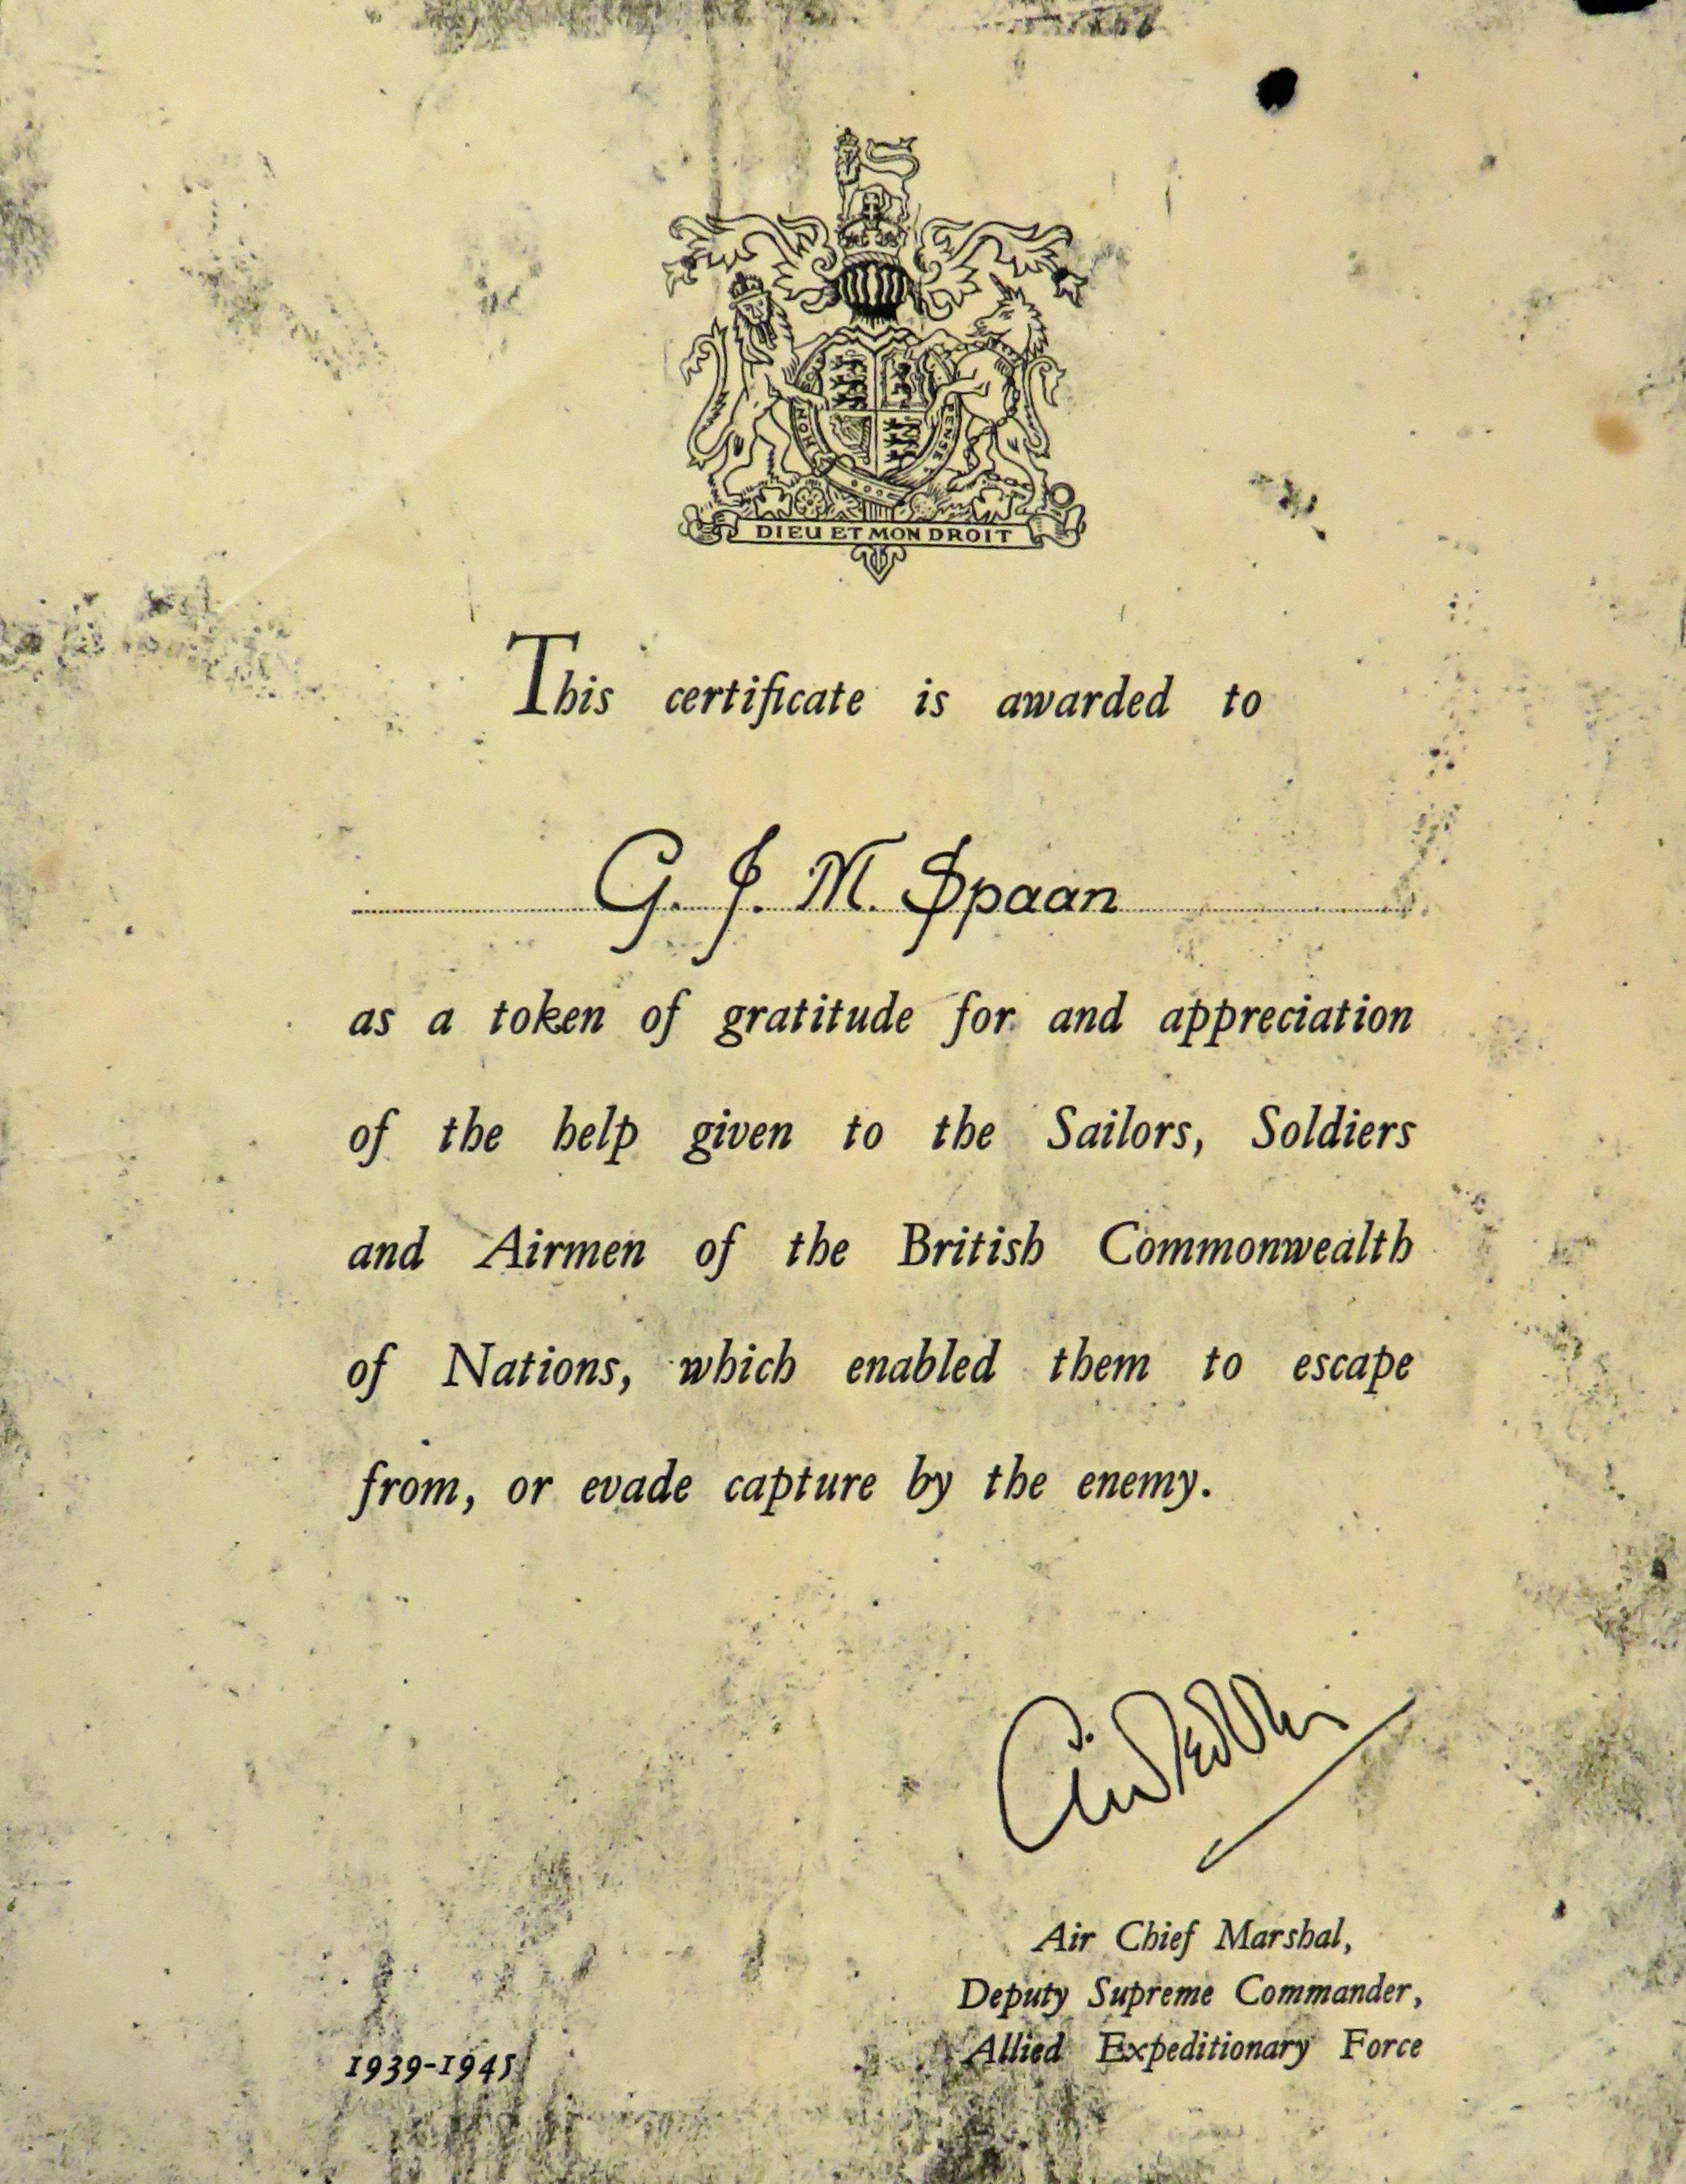 HON
PENSE
DIEU ET MON DROIT
This certificate is awarded to
G. J. M. Spaan
as a token of gratitude for and appreciation
of the help given to the Sailors, Soldiers
and Airmen of the British Commonwealth
of Nations, which enabled them to escape
from, or evade capture by the enemy.
Air Chief Marshal,
Deputy Supreme Commander,
Allied Expeditionary Force
1939-1945